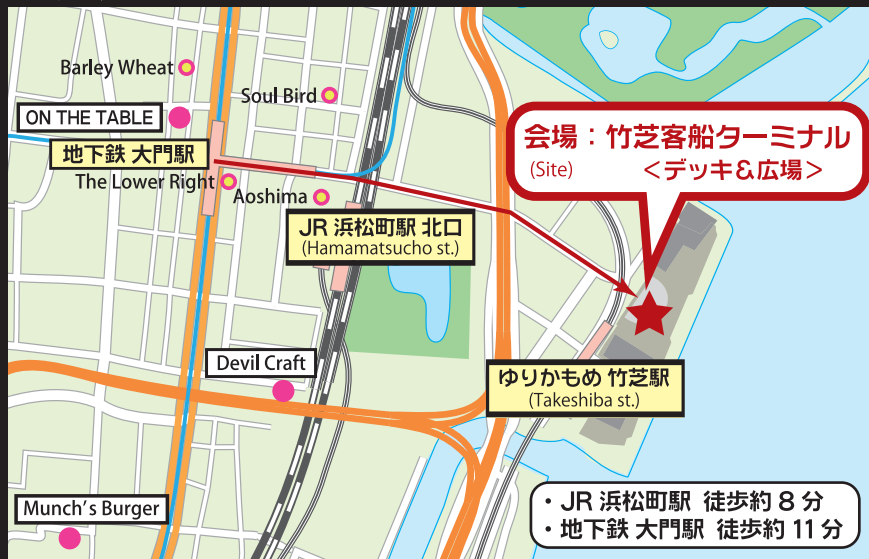 Barley Wheat
Soul Bird
ON THE TABLE
地下鉄 大門駅
The Lower Right
Aoshima
会場：竹芝客船ターミナル
(Site) ＜デッキ&広場＞
JR 浜松町駅 北口
(Hamamatsucho st.)
Devil Craft
ゆりかもめ 竹芝駅
(Takeshiba st.)
Munch's Burger
・JR 浜松町駅 徒歩約 8 分
・地下鉄 大門駅 徒歩約 11 分